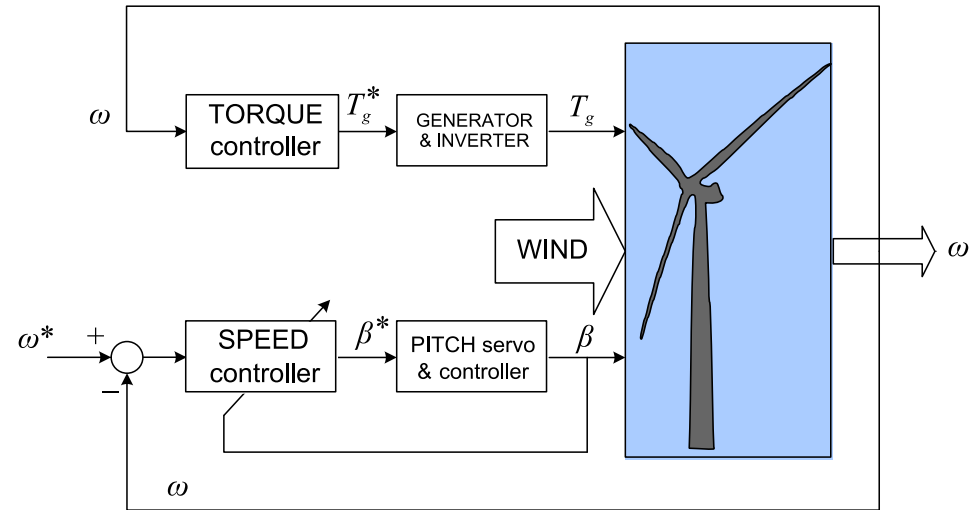 ω
TORQUE
controller
T_g^*
GENERATOR
& INVERTER
T_g
WIND
ω
ω*
+
−
SPEED
controller
β*
PITCH servo
& controller
β
ω